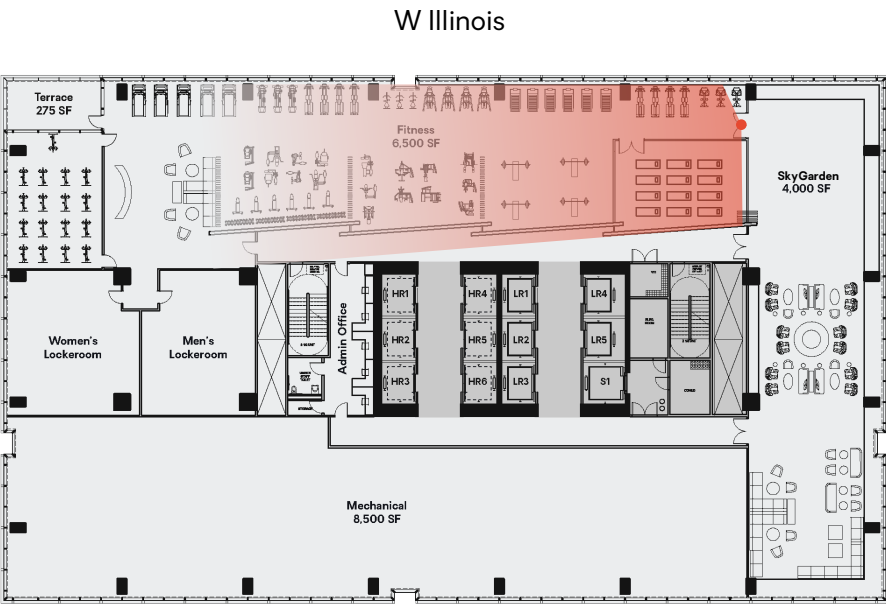 W Illinois
Terrace
275 SF
Fitness
6,500 SF
SkyGarden
4,000 SF
Women's
Lockeroom
Men's
Lockeroom
Admin Office
HR1
HR4
LR1
LR4
HR2
HR5
LR2
LR5
HR3
HR6
LR3
S1
STORAGE
Mechanical
8,500 SF